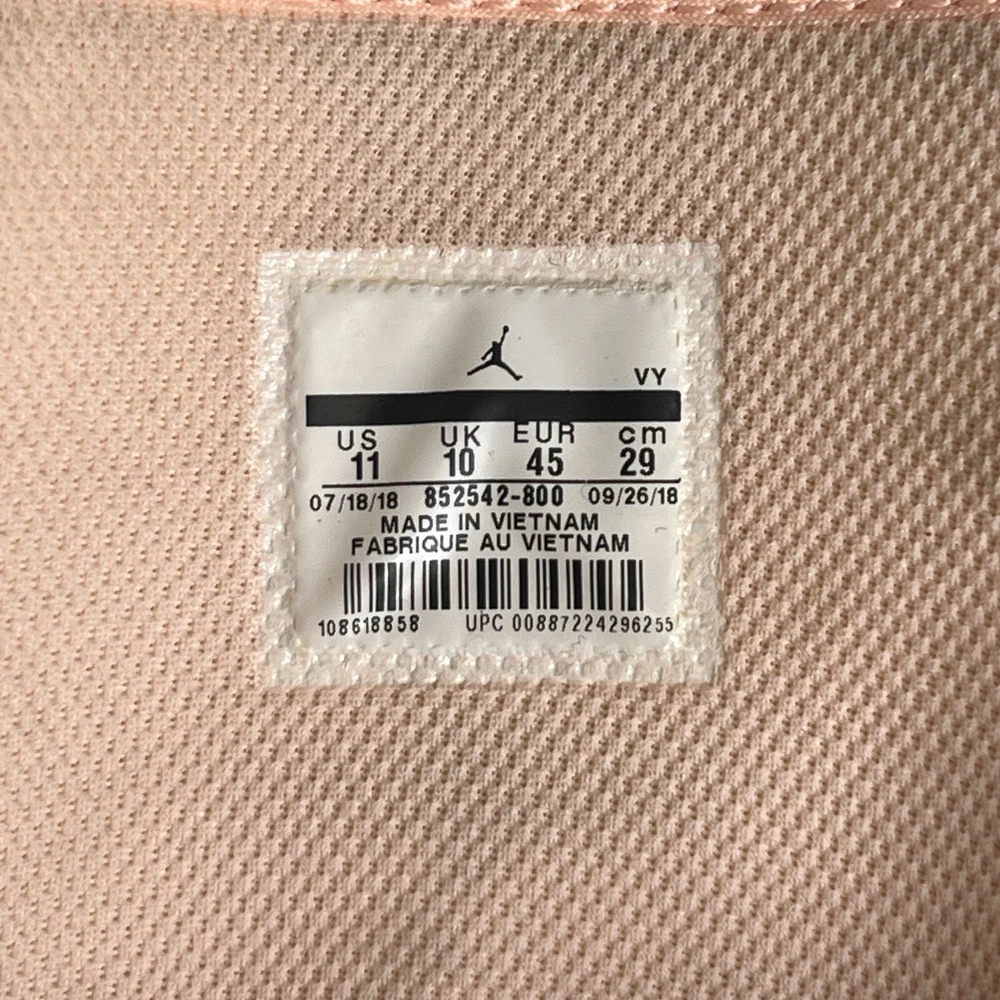 VY
US UK EUR cm
11 10 45 29
07/18/18 852542-800 09/26/18
MADE IN VIETNAM
FABRIQUE AU VIETNAM
108618858 UPC 00887224296255